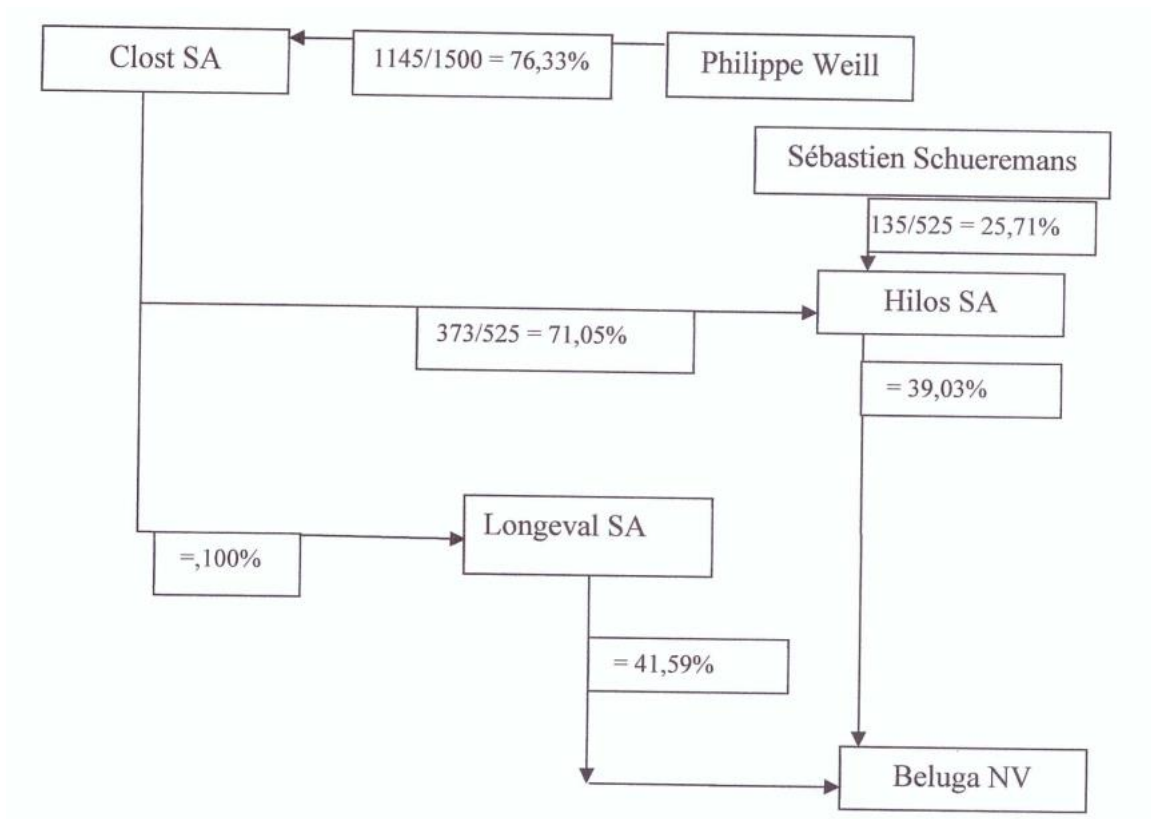 Clost SA
1145/1500 = 76,33%
Philippe Weill
Sébastien Schueremans
135/525 = 25,71%
Hilos SA
373/525 = 71,05%
= 39,03%
Longeval SA
=,100%
= 41,59%
Beluga NV